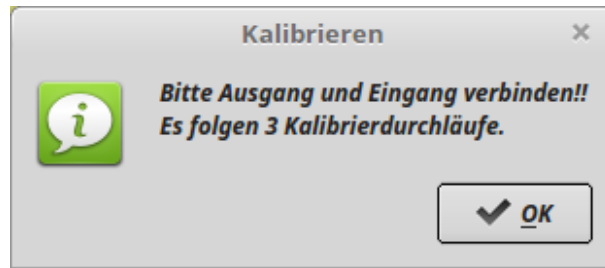 Kalibrieren
Bitte Ausgang und Eingang verbinden!!
Es folgen 3 Kalibrierdurchläufe.
OK